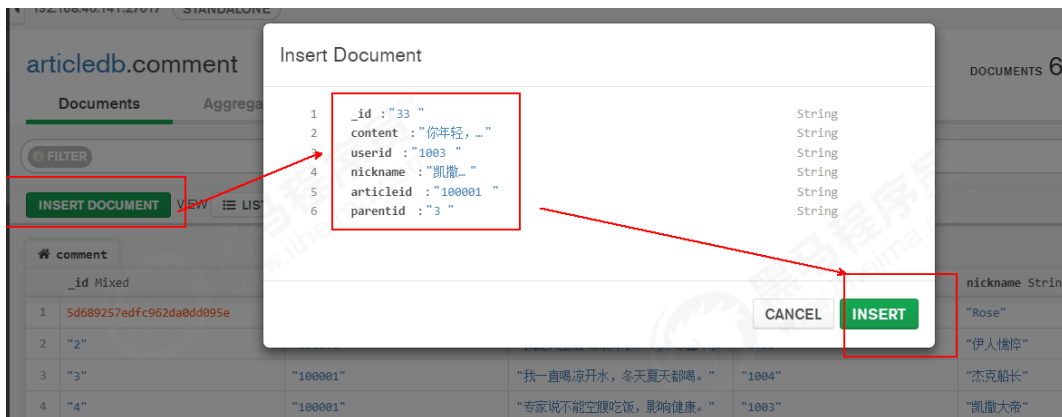 192.168.40.141:27017 STANDALONE
articledb.comment
DOCUMENTS 6
Documents Aggrega
FILTER
INSERT DOCUMENT VIEW LIS
comment
Insert Document
1 _id :"33 " String
2 content :"你年轻，…" String
3 userid :"1003 " String
4 nickname :"凯撒…" String
5 articleid :"100001 " String
6 parentid :"3 " String
CANCEL INSERT
_id Mixed nickname Strin
1 5d689257edfc962da0dd095e "Rose"
2 "2" "伊人憔悴"
3 "3" "100001" "我一直喝凉开水，冬天夏天都喝。" "1004" "杰克船长"
4 "4" "100001" "专家说不能空腹吃饭，影响健康。" "1003" "凯撒大帝"